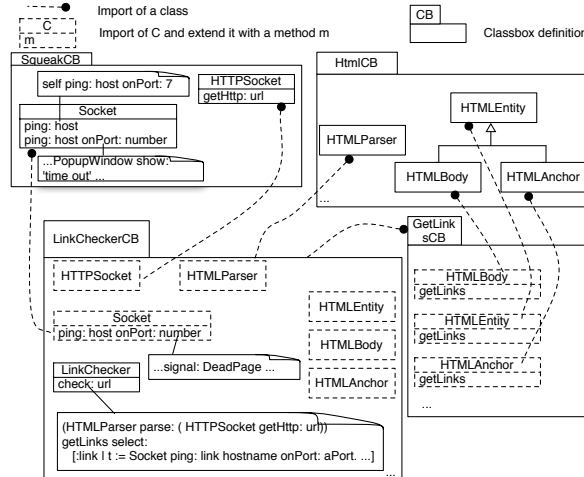 Import of a class
C
m
Import of C and extend it with a method m
CB
Classbox definition
SqueakCB
self ping: host onPort: 7
Socket
ping: host
ping: host onPort: number
...PopupWindow show:
'time out' ...
HTTPSocket
getHttp: url
HtmlCB
HTMLEntity
HTMLParser
HTMLBody
HTMLAnchor
...
LinkCheckerCB
HTTPSocket
HTMLParser
Socket
ping: host onPort: number
HTMLEntity
HTMLBody
HTMLAnchor
...signal: DeadPage ...
LinkChecker
check: url
(HTMLParser parse: ( HTTPSocket getHttp: url))
getLinks select:
[:link | t := Socket ping: link hostname onPort: aPort. ...]
...
GetLink
sCB
HTMLBody
getLinks
HTMLEntity
getLinks
HTMLAnchor
getLinks
...